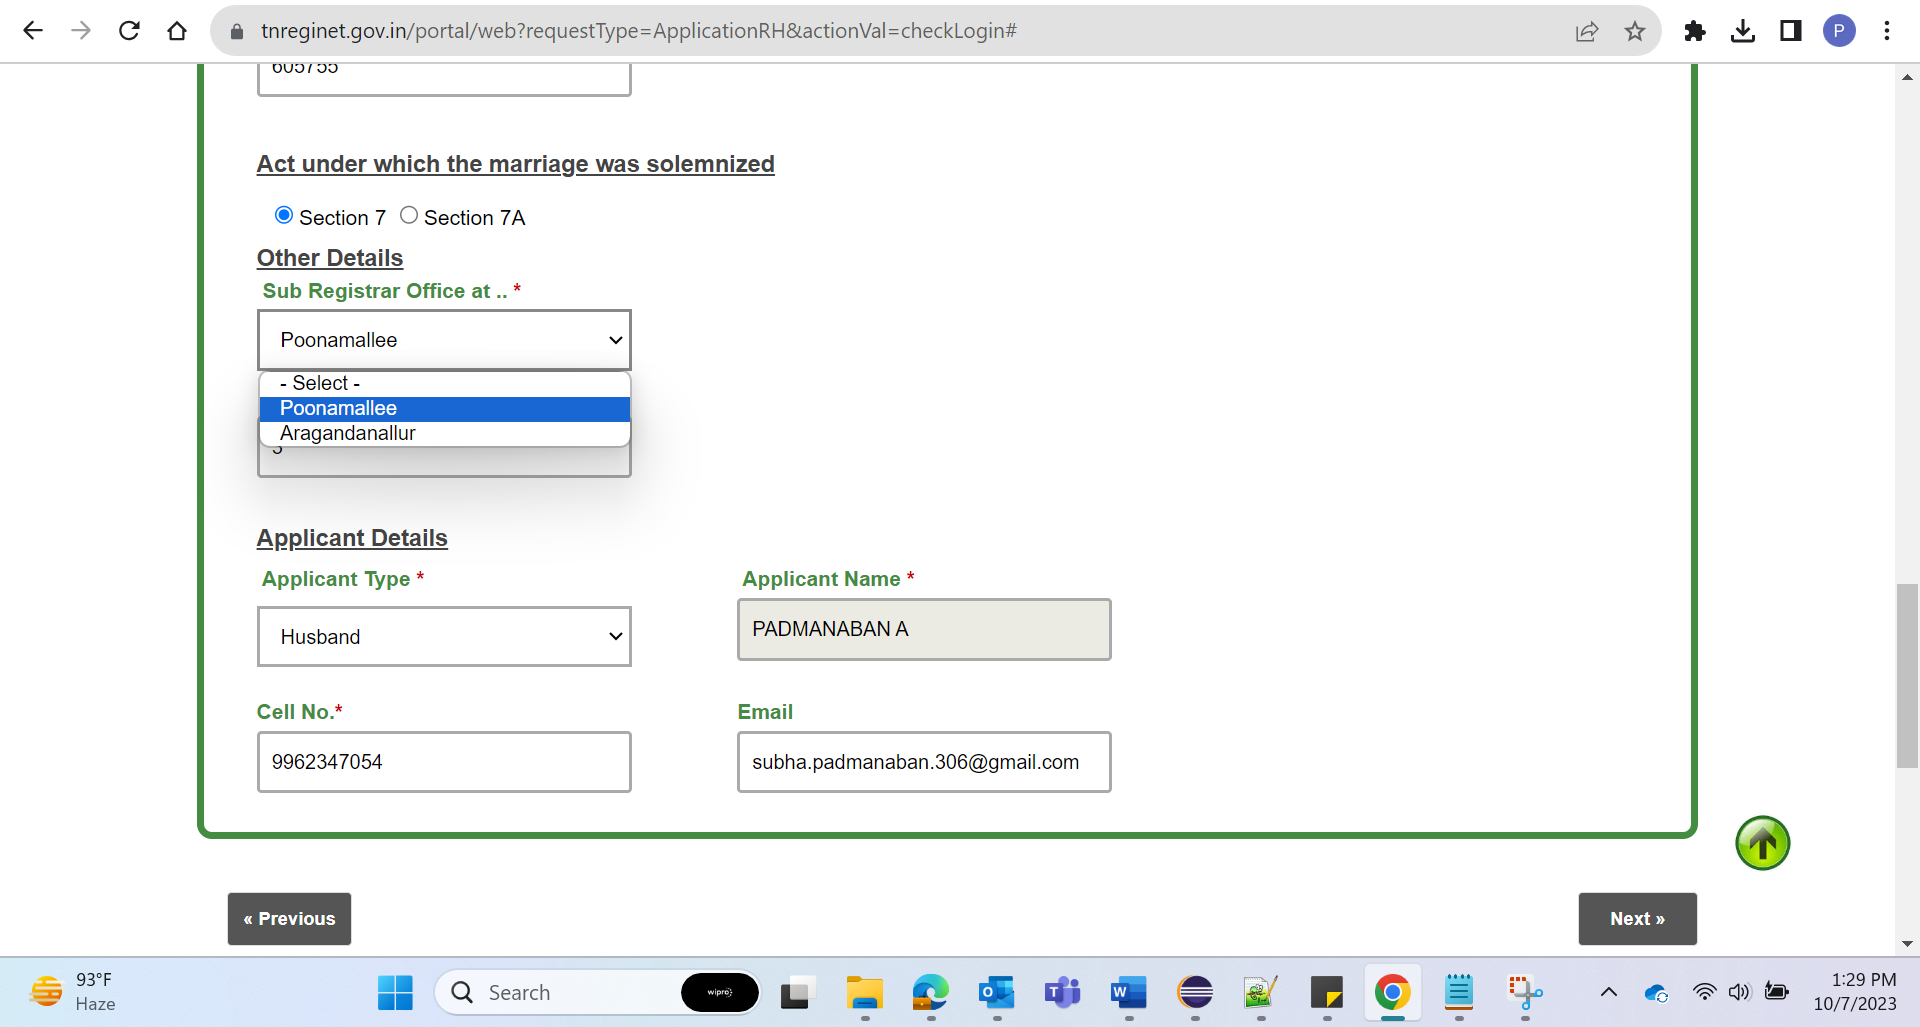 tnreginet.gov.in/portal/web?requestType=ApplicationRH&actionVal=checkLogin#
P
605755
Act under which the marriage was solemnized
Section 7 Section 7A
Other Details
Sub Registrar Office at .. *
Poonamallee
- Select -
Poonamallee
Aragandanallur
Applicant Details
Applicant Type * Applicant Name *
Husband PADMANABAN A
Cell No.* Email
9962347054 subha.padmanaban.306@gmail.com
« Previous Next »
93°F
Haze
Search
wipro
1:29 PM
10/7/2023